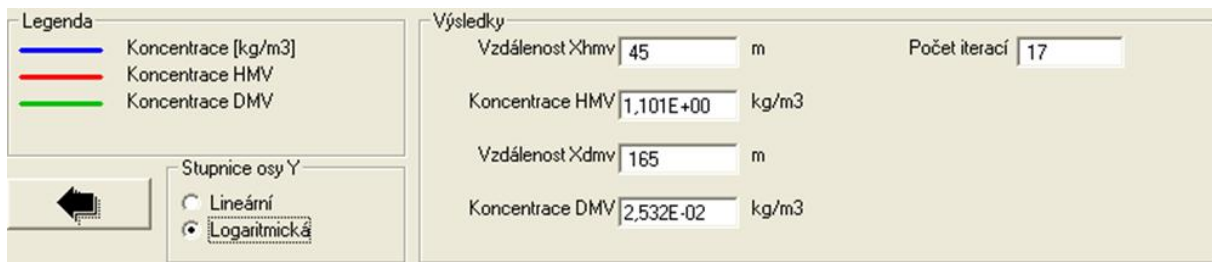 Legenda
Koncentrace [kg/m3]
Koncentrace HMV
Koncentrace DMV
Stupnice osy Y
Lineární
Logaritmická
Výsledky
Vzdálenost Xhmv 45 m
Počet iterací 17
Koncentrace HMV 1,101E+00 kg/m3
Vzdálenost Xdmv 165 m
Koncentrace DMV 2,532E-02 kg/m3